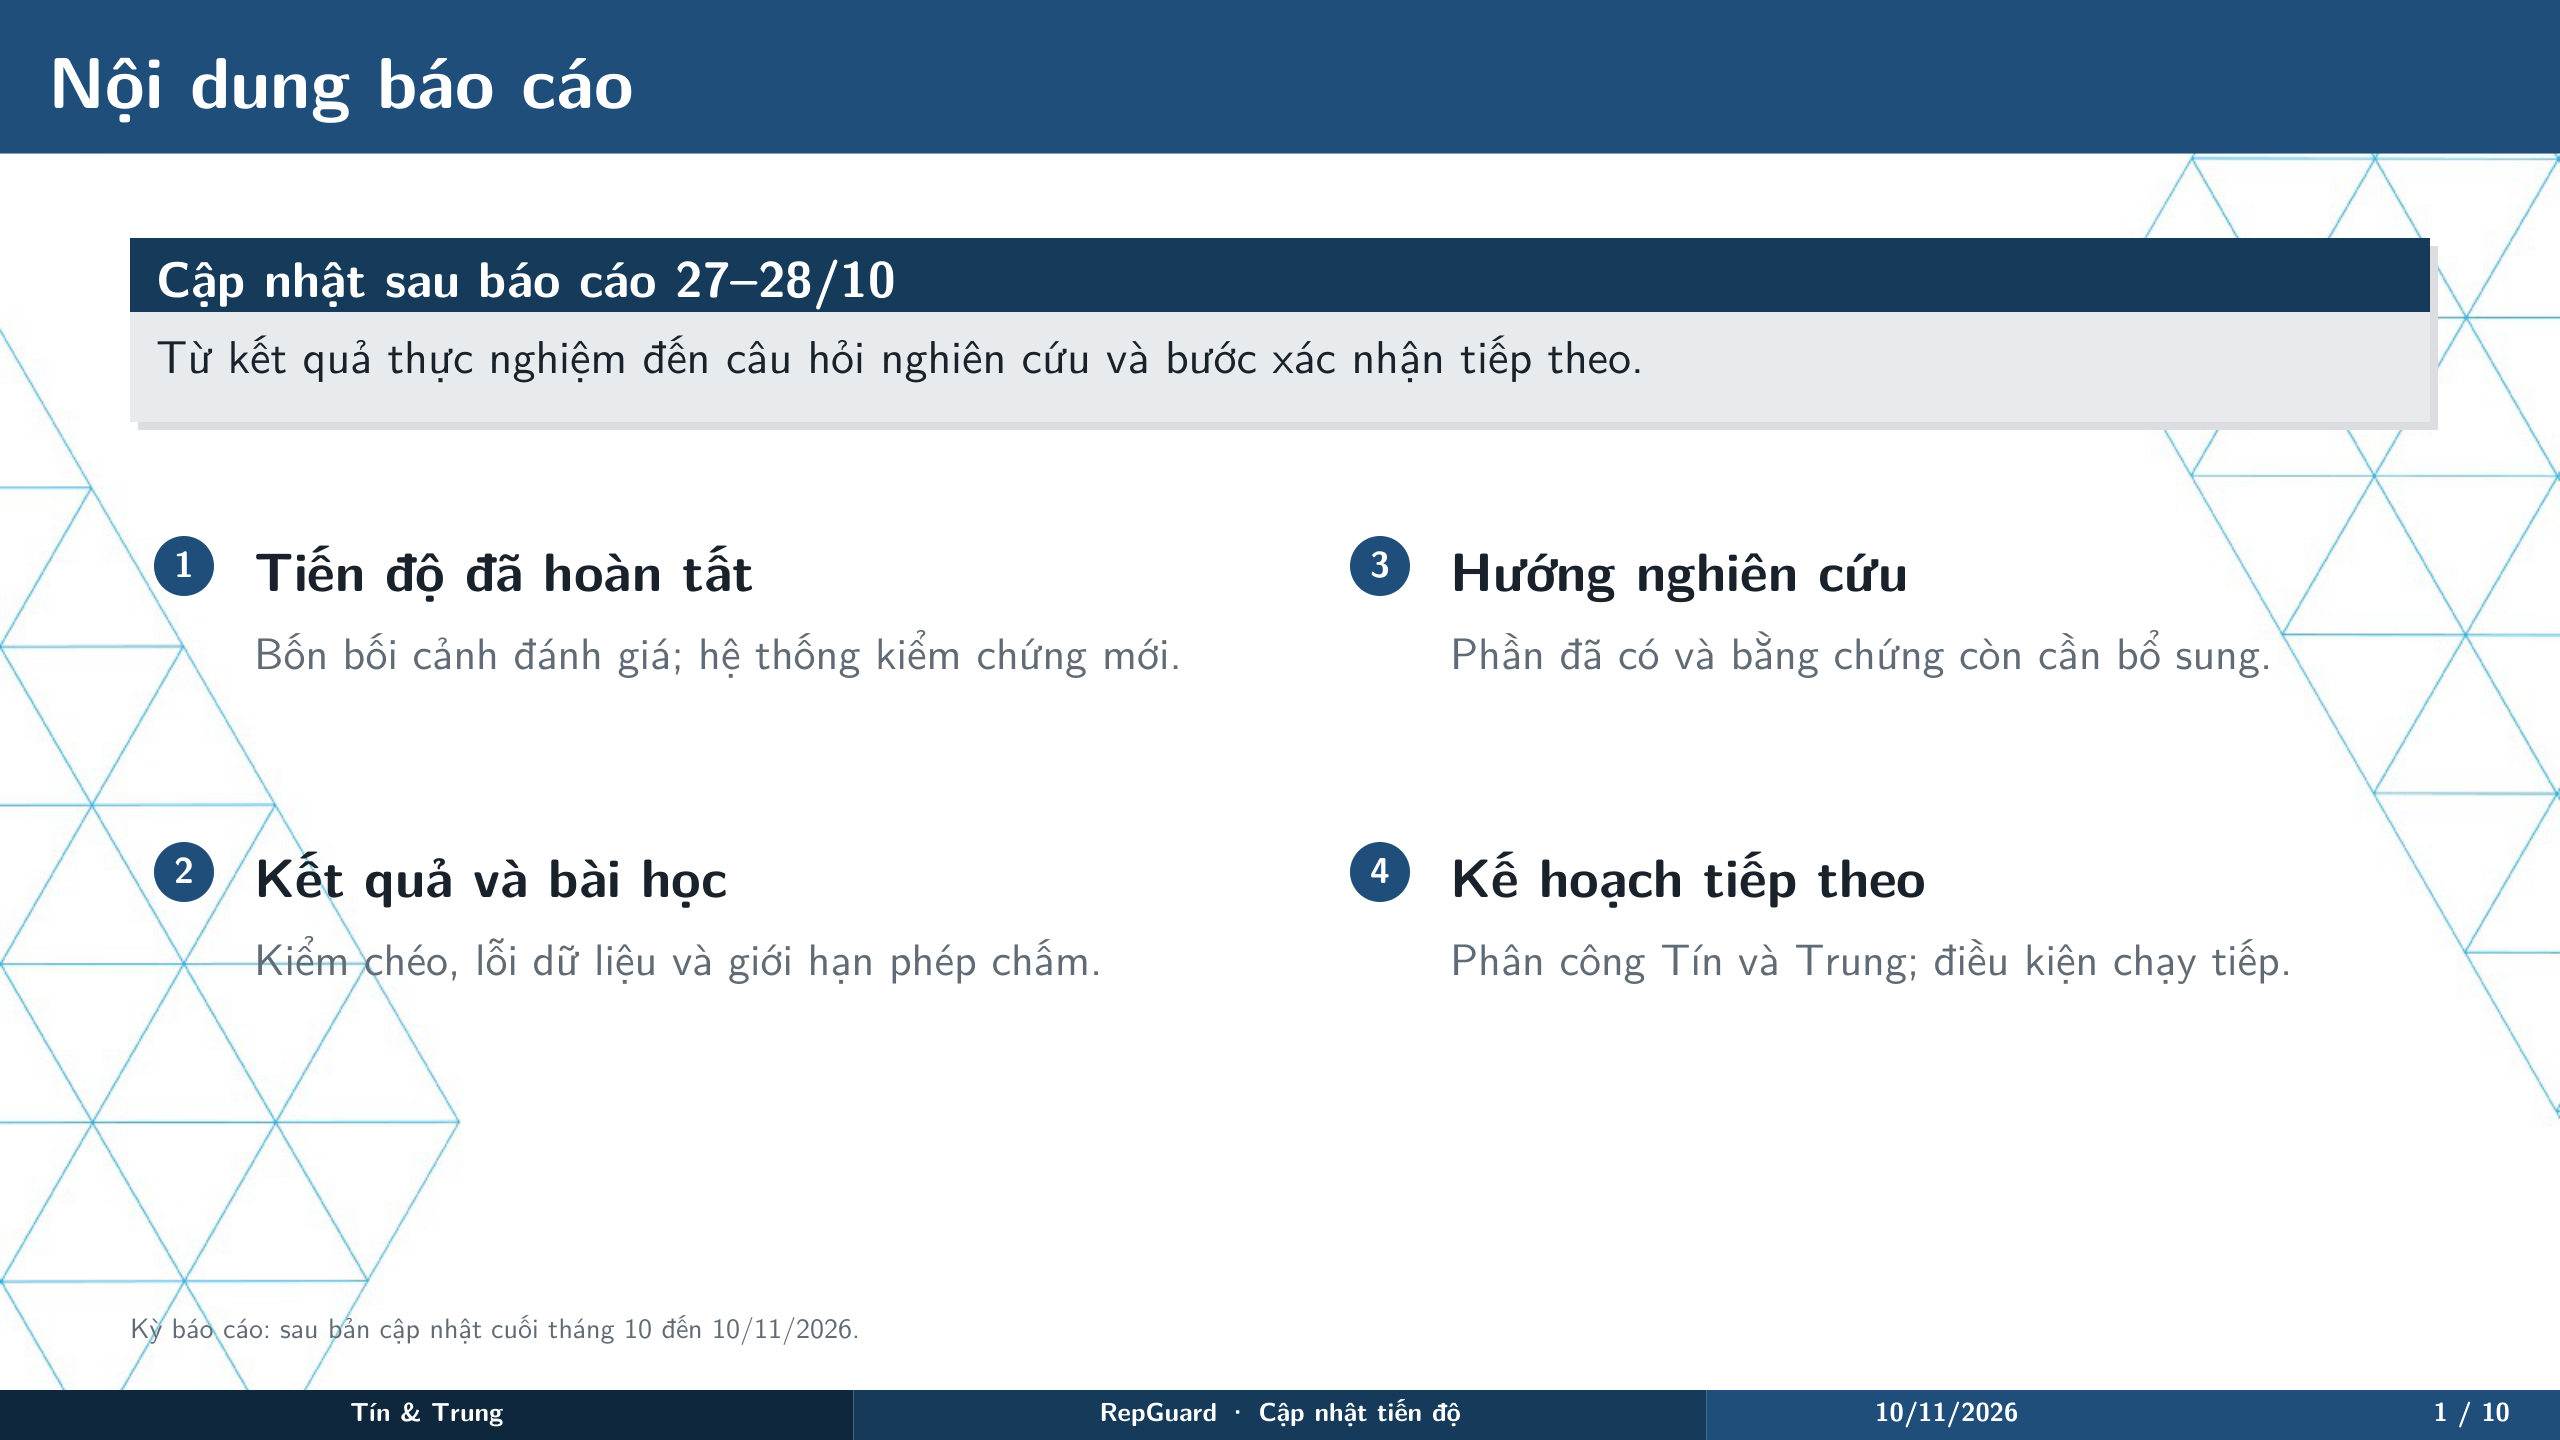 Nội dung báo cáo
Cập nhật sau báo cáo 27–28/10
Từ kết quả thực nghiệm đến câu hỏi nghiên cứu và bước xác nhận tiếp theo.
1 Tiến độ đã hoàn tất
Bốn bối cảnh đánh giá; hệ thống kiểm chứng mới.
2 Kết quả và bài học
Kiểm chéo, lỗi dữ liệu và giới hạn phép chấm.
3 Hướng nghiên cứu
Phần đã có và bằng chứng còn cần bổ sung.
4 Kế hoạch tiếp theo
Phân công Tín và Trung; điều kiện chạy tiếp.
Kỳ báo cáo: sau bản cập nhật cuối tháng 10 đến 10/11/2026.
Tín & Trung
RepGuard · Cập nhật tiến độ
10/11/2026
1 / 10